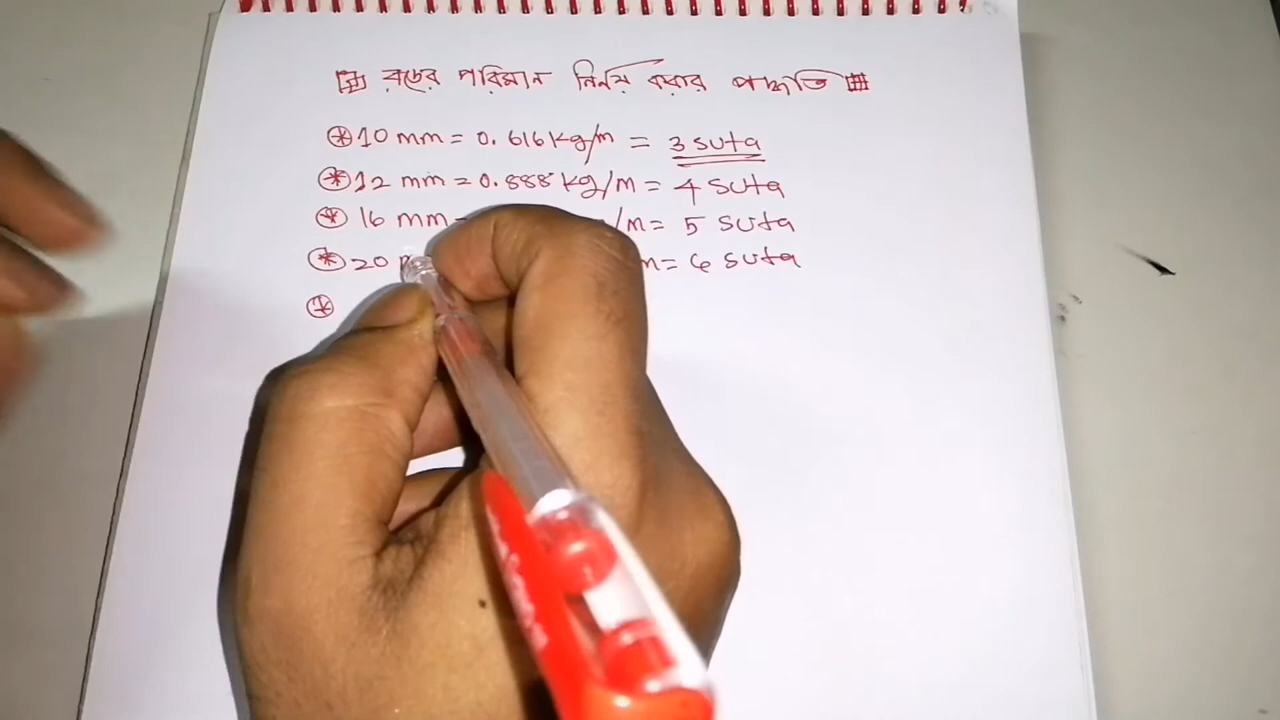 রডের পরিমান নির্নয় করার পদ্ধতি
10 mm = 0.616 kg/m = 3 suta
12 mm = 0.888 kg/m = 4 suta
16 mm /m = 5 suta
20 = 6 suta